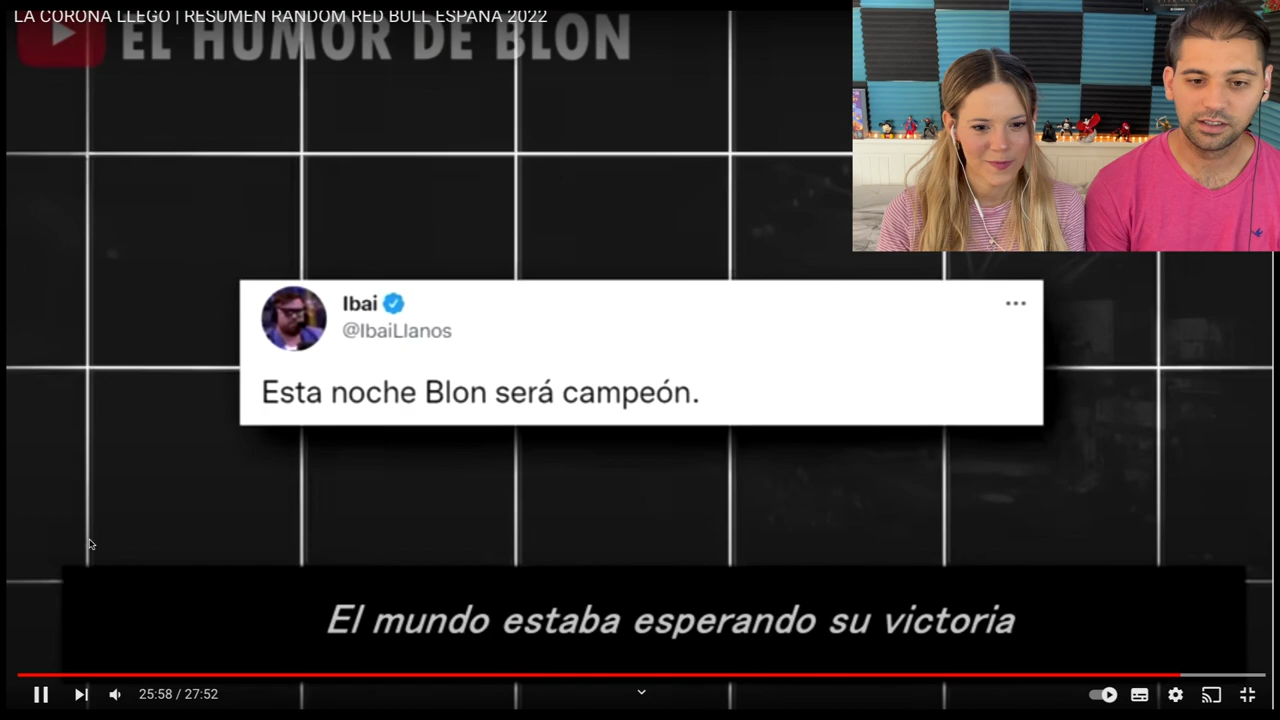 LA CORONA LLEGÓ | RESUMEN RANDOM RED BULL ESPAÑA 2022
EL HUMOR DE BLON
Ibai
@IbaiLlanos
Esta noche Blon será campeón.
El mundo estaba esperando su victoria
25:58 / 27:52